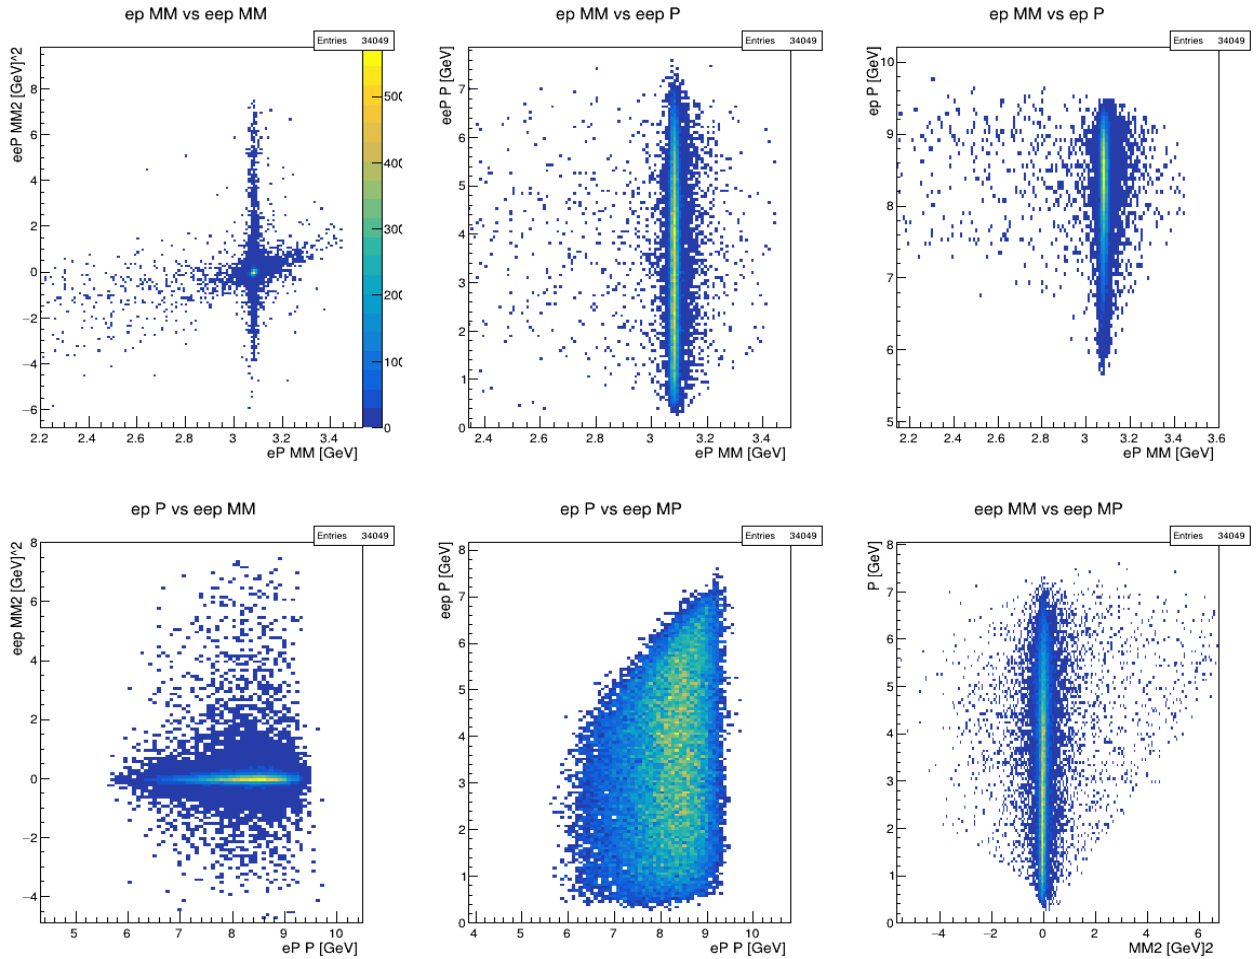 ep MM vs eep MM
Entries 34049
eeP MM2 [GeV]^2
8
6
4
2
0
−2
−4
−6
2.2 2.4 2.6 2.8 3 3.2 3.4
eP MM [GeV]
500
400
300
200
100
0
ep MM vs eep P
Entries 34049
eeP P [GeV]
7
6
5
4
3
2
1
0
2.4 2.6 2.8 3 3.2 3.4
eP MM [GeV]
ep MM vs ep P
Entries 34049
ep P [GeV]
10
9
8
7
6
5
2.2 2.4 2.6 2.8 3 3.2 3.4 3.6
eP MM [GeV]
ep P vs eep MM
Entries 34049
eep MM2 [GeV]^2
8
6
4
2
0
−2
−4
5 6 7 8 9 10
eP P [GeV]
ep P vs eep MP
Entries 34049
eep P [GeV]
8
7
6
5
4
3
2
1
0
4 5 6 7 8 9 10
eP P [GeV]
eep MM vs eep MP
Entries 34049
P [GeV]
8
7
6
5
4
3
2
1
0
−4 −2 0 2 4 6
MM2 [GeV]2